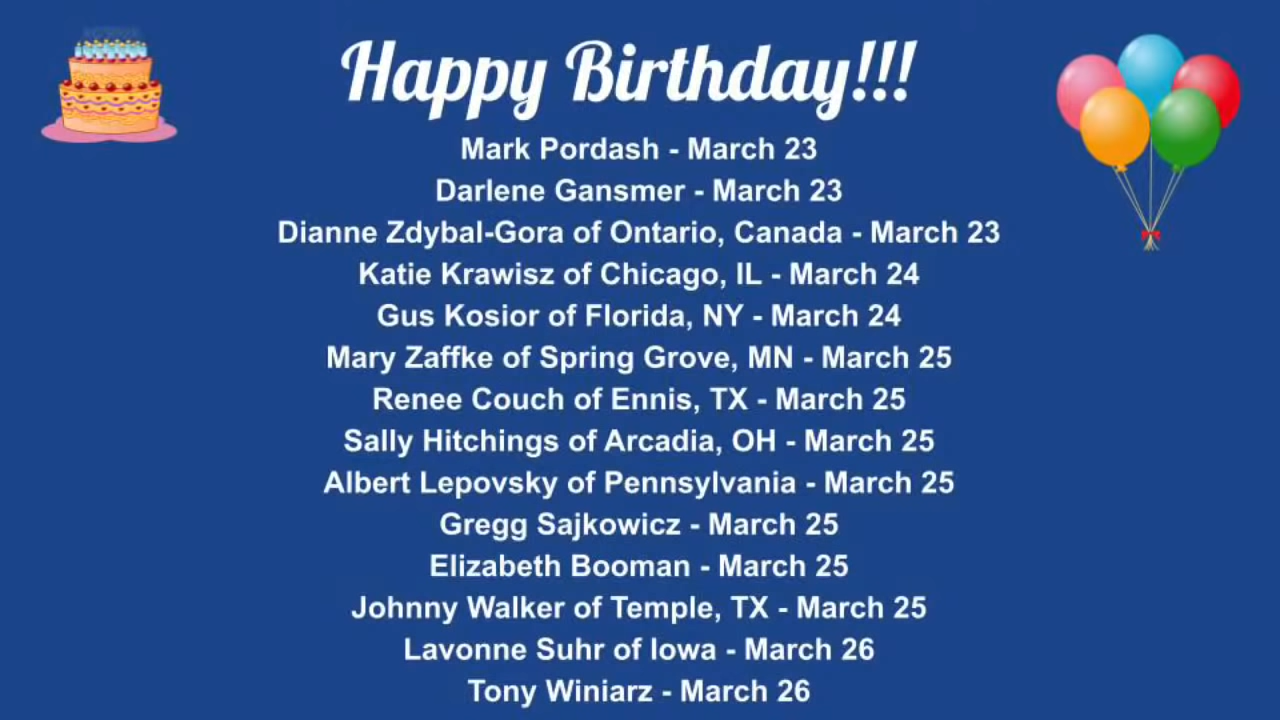 Happy Birthday!!!
Mark Pordash - March 23
Darlene Gansmer - March 23
Dianne Zdybal-Gora of Ontario, Canada - March 23
Katie Krawisz of Chicago, IL - March 24
Gus Kosior of Florida, NY - March 24
Mary Zaffke of Spring Grove, MN - March 25
Renee Couch of Ennis, TX - March 25
Sally Hitchings of Arcadia, OH - March 25
Albert Lepovsky of Pennsylvania - March 25
Gregg Sajkowicz - March 25
Elizabeth Booman - March 25
Johnny Walker of Temple, TX - March 25
Lavonne Suhr of Iowa - March 26
Tony Winiarz - March 26